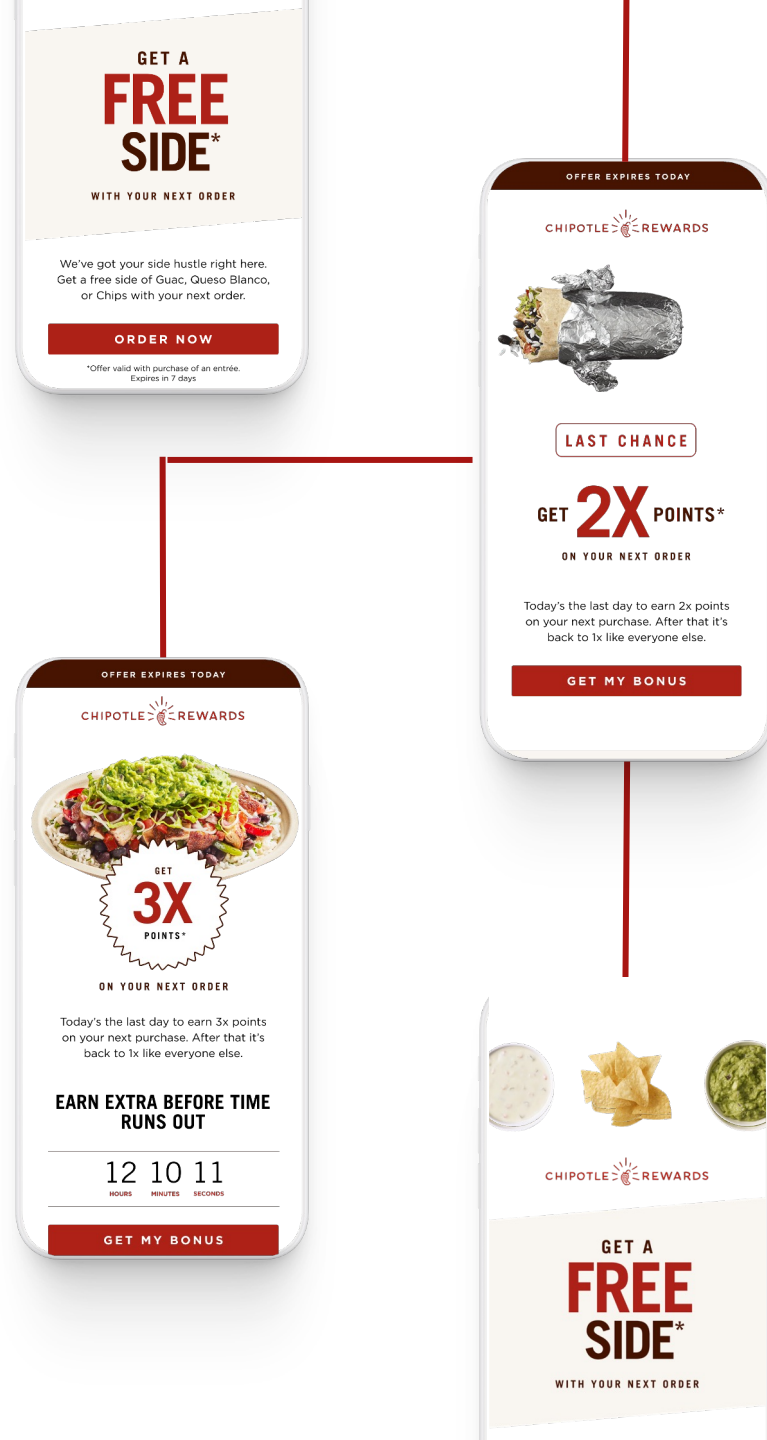 GET A
FREE
SIDE*
WITH YOUR NEXT ORDER
We’ve got your side hustle right here.
Get a free side of Guac, Queso Blanco,
or Chips with your next order.
ORDER NOW
*Offer valid with purchase of an entrée.
Expires in 7 days
OFFER EXPIRES TODAY
CHIPOTLE REWARDS
LAST CHANCE
GET 2X POINTS*
ON YOUR NEXT ORDER
Today’s the last day to earn 2x points
on your next purchase. After that it’s
back to 1x like everyone else.
GET MY BONUS
OFFER EXPIRES TODAY
CHIPOTLE REWARDS
GET
3X
POINTS*
ON YOUR NEXT ORDER
Today’s the last day to earn 3x points
on your next purchase. After that it’s
back to 1x like everyone else.
EARN EXTRA BEFORE TIME
RUNS OUT
12 10 11
HOURS MINUTES SECONDS
GET MY BONUS
CHIPOTLE REWARDS
GET A
FREE
SIDE*
WITH YOUR NEXT ORDER